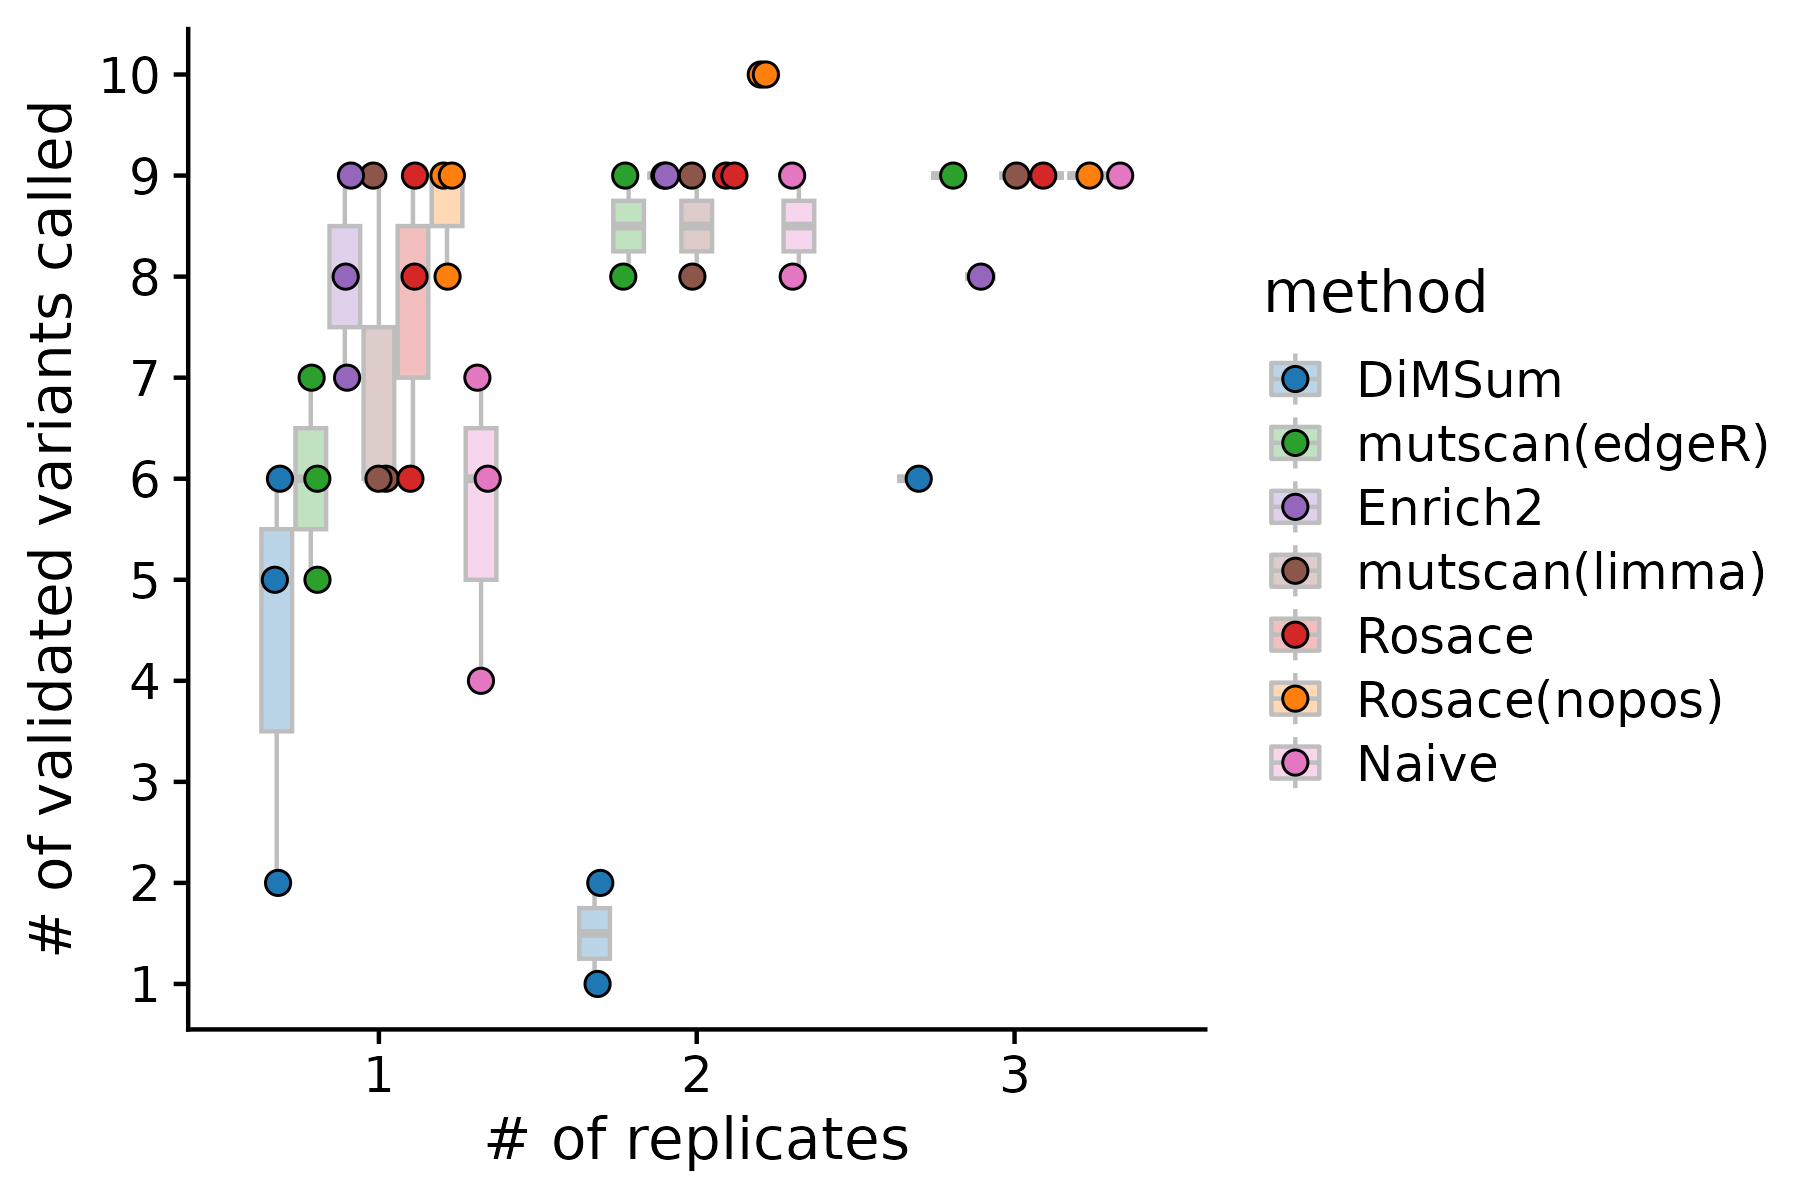 # of validated variants called
10
9
8
7
6
5
4
3
2
1
1 2 3
# of replicates
method
DiMSum
mutscan(edgeR)
Enrich2
mutscan(limma)
Rosace
Rosace(nopos)
Naive